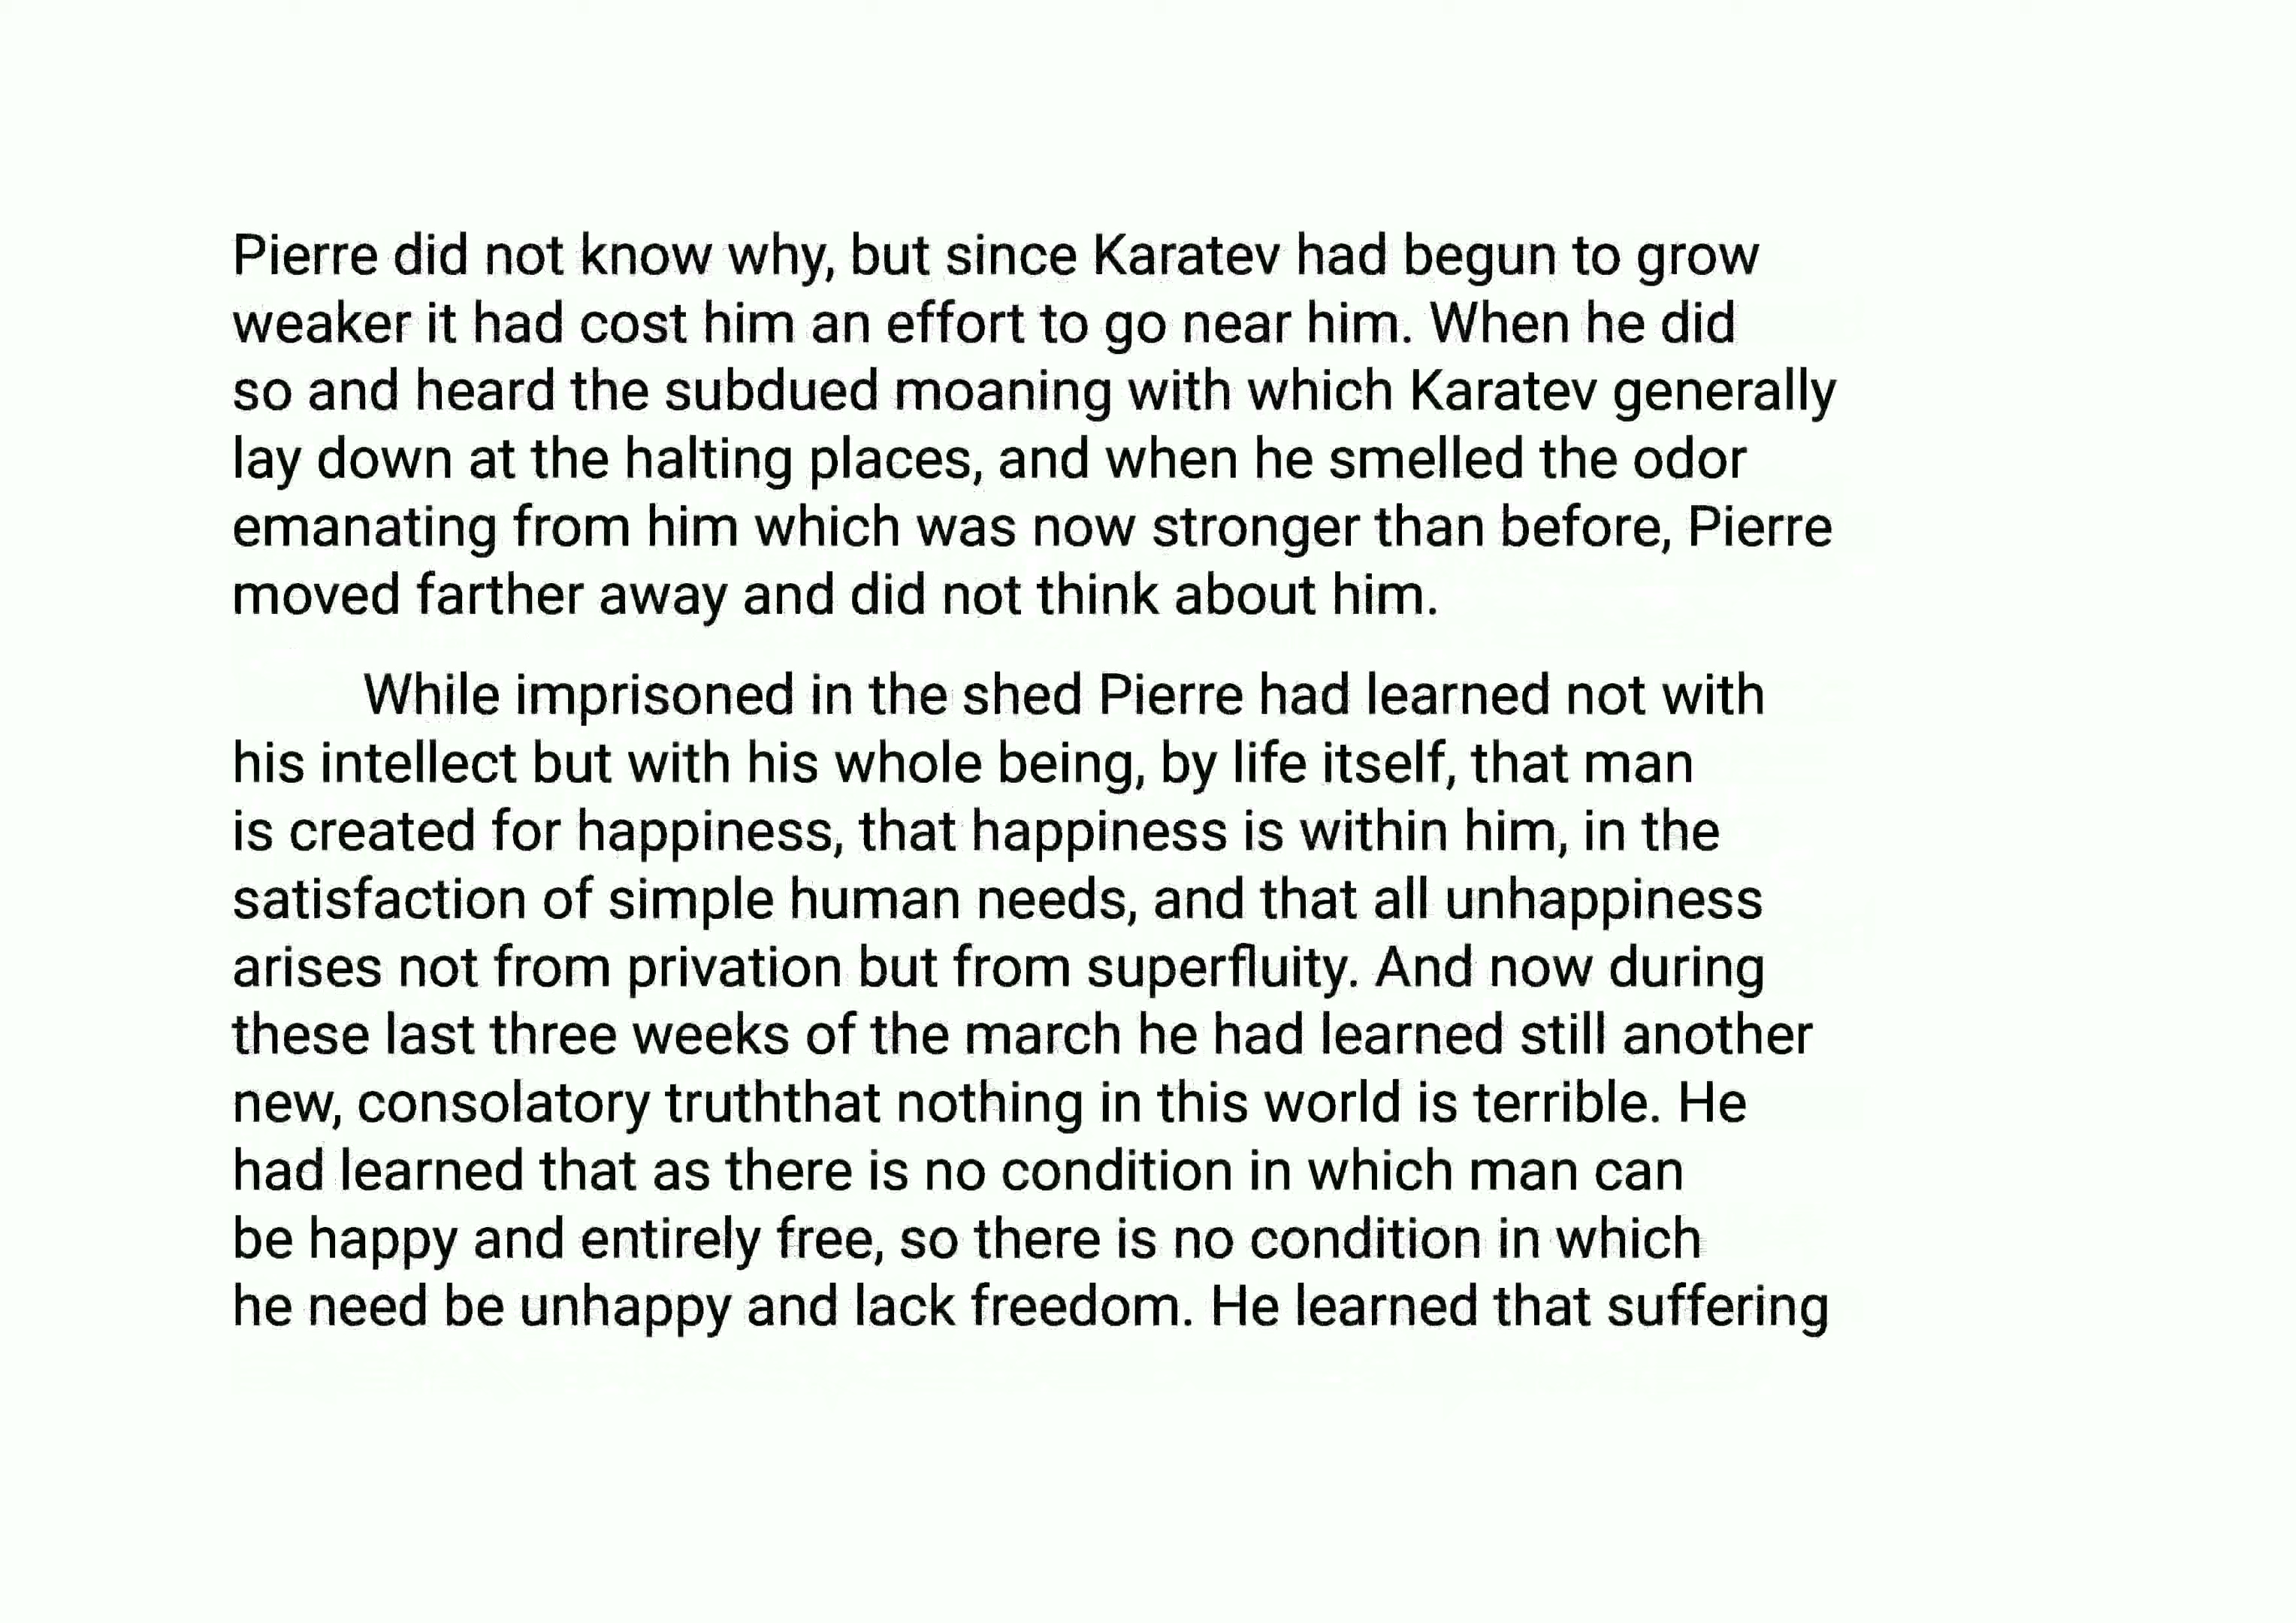 Pierre did not know why, but since Karatev had begun to grow
weaker it had cost him an effort to go near him. When he did
so and heard the subdued moaning with which Karatev generally
lay down at the halting places, and when he smelled the odor
emanating from him which was now stronger than before, Pierre
moved farther away and did not think about him.
While imprisoned in the shed Pierre had learned not with
his intellect but with his whole being, by life itself, that man
is created for happiness, that happiness is within him, in the
satisfaction of simple human needs, and that all unhappiness
arises not from privation but from superfluity. And now during
these last three weeks of the march he had learned still another
new, consolatory truththat nothing in this world is terrible. He
had learned that as there is no condition in which man can
be happy and entirely free, so there is no condition in which
he need be unhappy and lack freedom. He learned that suffering